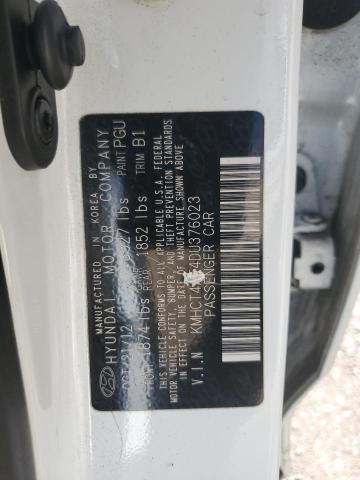 MANUFACTURED IN KOREA BY
HYUNDAI MOTOR COMPANY
PAINT PGU
TRIM B1
FRONT 1874 lbs REAR 1852 lbs
THIS VEHICLE CONFORMS TO ALL APPLICABLE U.S.A. FEDERAL
MOTOR VEHICLE SAFETY, BUMPER, AND THEFT PREVENTION STANDARDS
IN EFFECT ON THE DATE OF MANUFACTURE SHOWN ABOVE
V.I.N
PASSENGER CAR